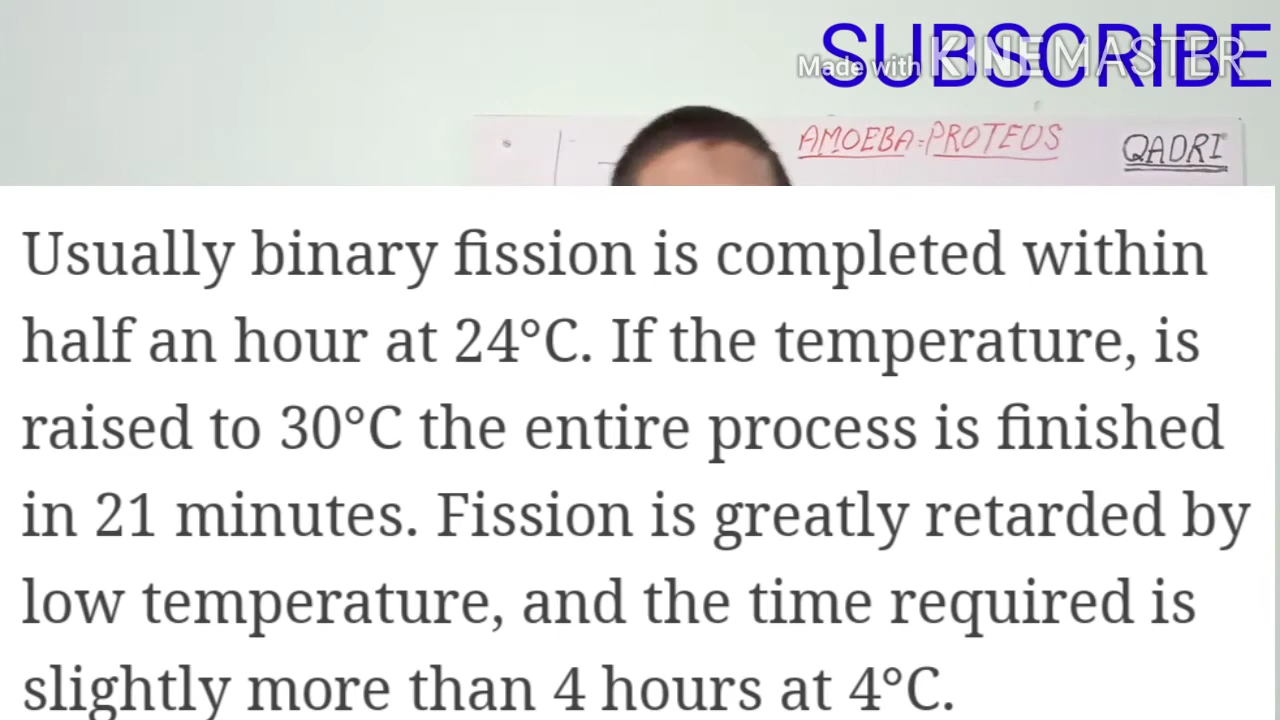 SUBSCRIBE
Made with KINEMASTER
AMOEBA-PROTEUS
QADRI
Usually binary fission is completed within
half an hour at 24°C. If the temperature, is
raised to 30°C the entire process is finished
in 21 minutes. Fission is greatly retarded by
low temperature, and the time required is
slightly more than 4 hours at 4°C.